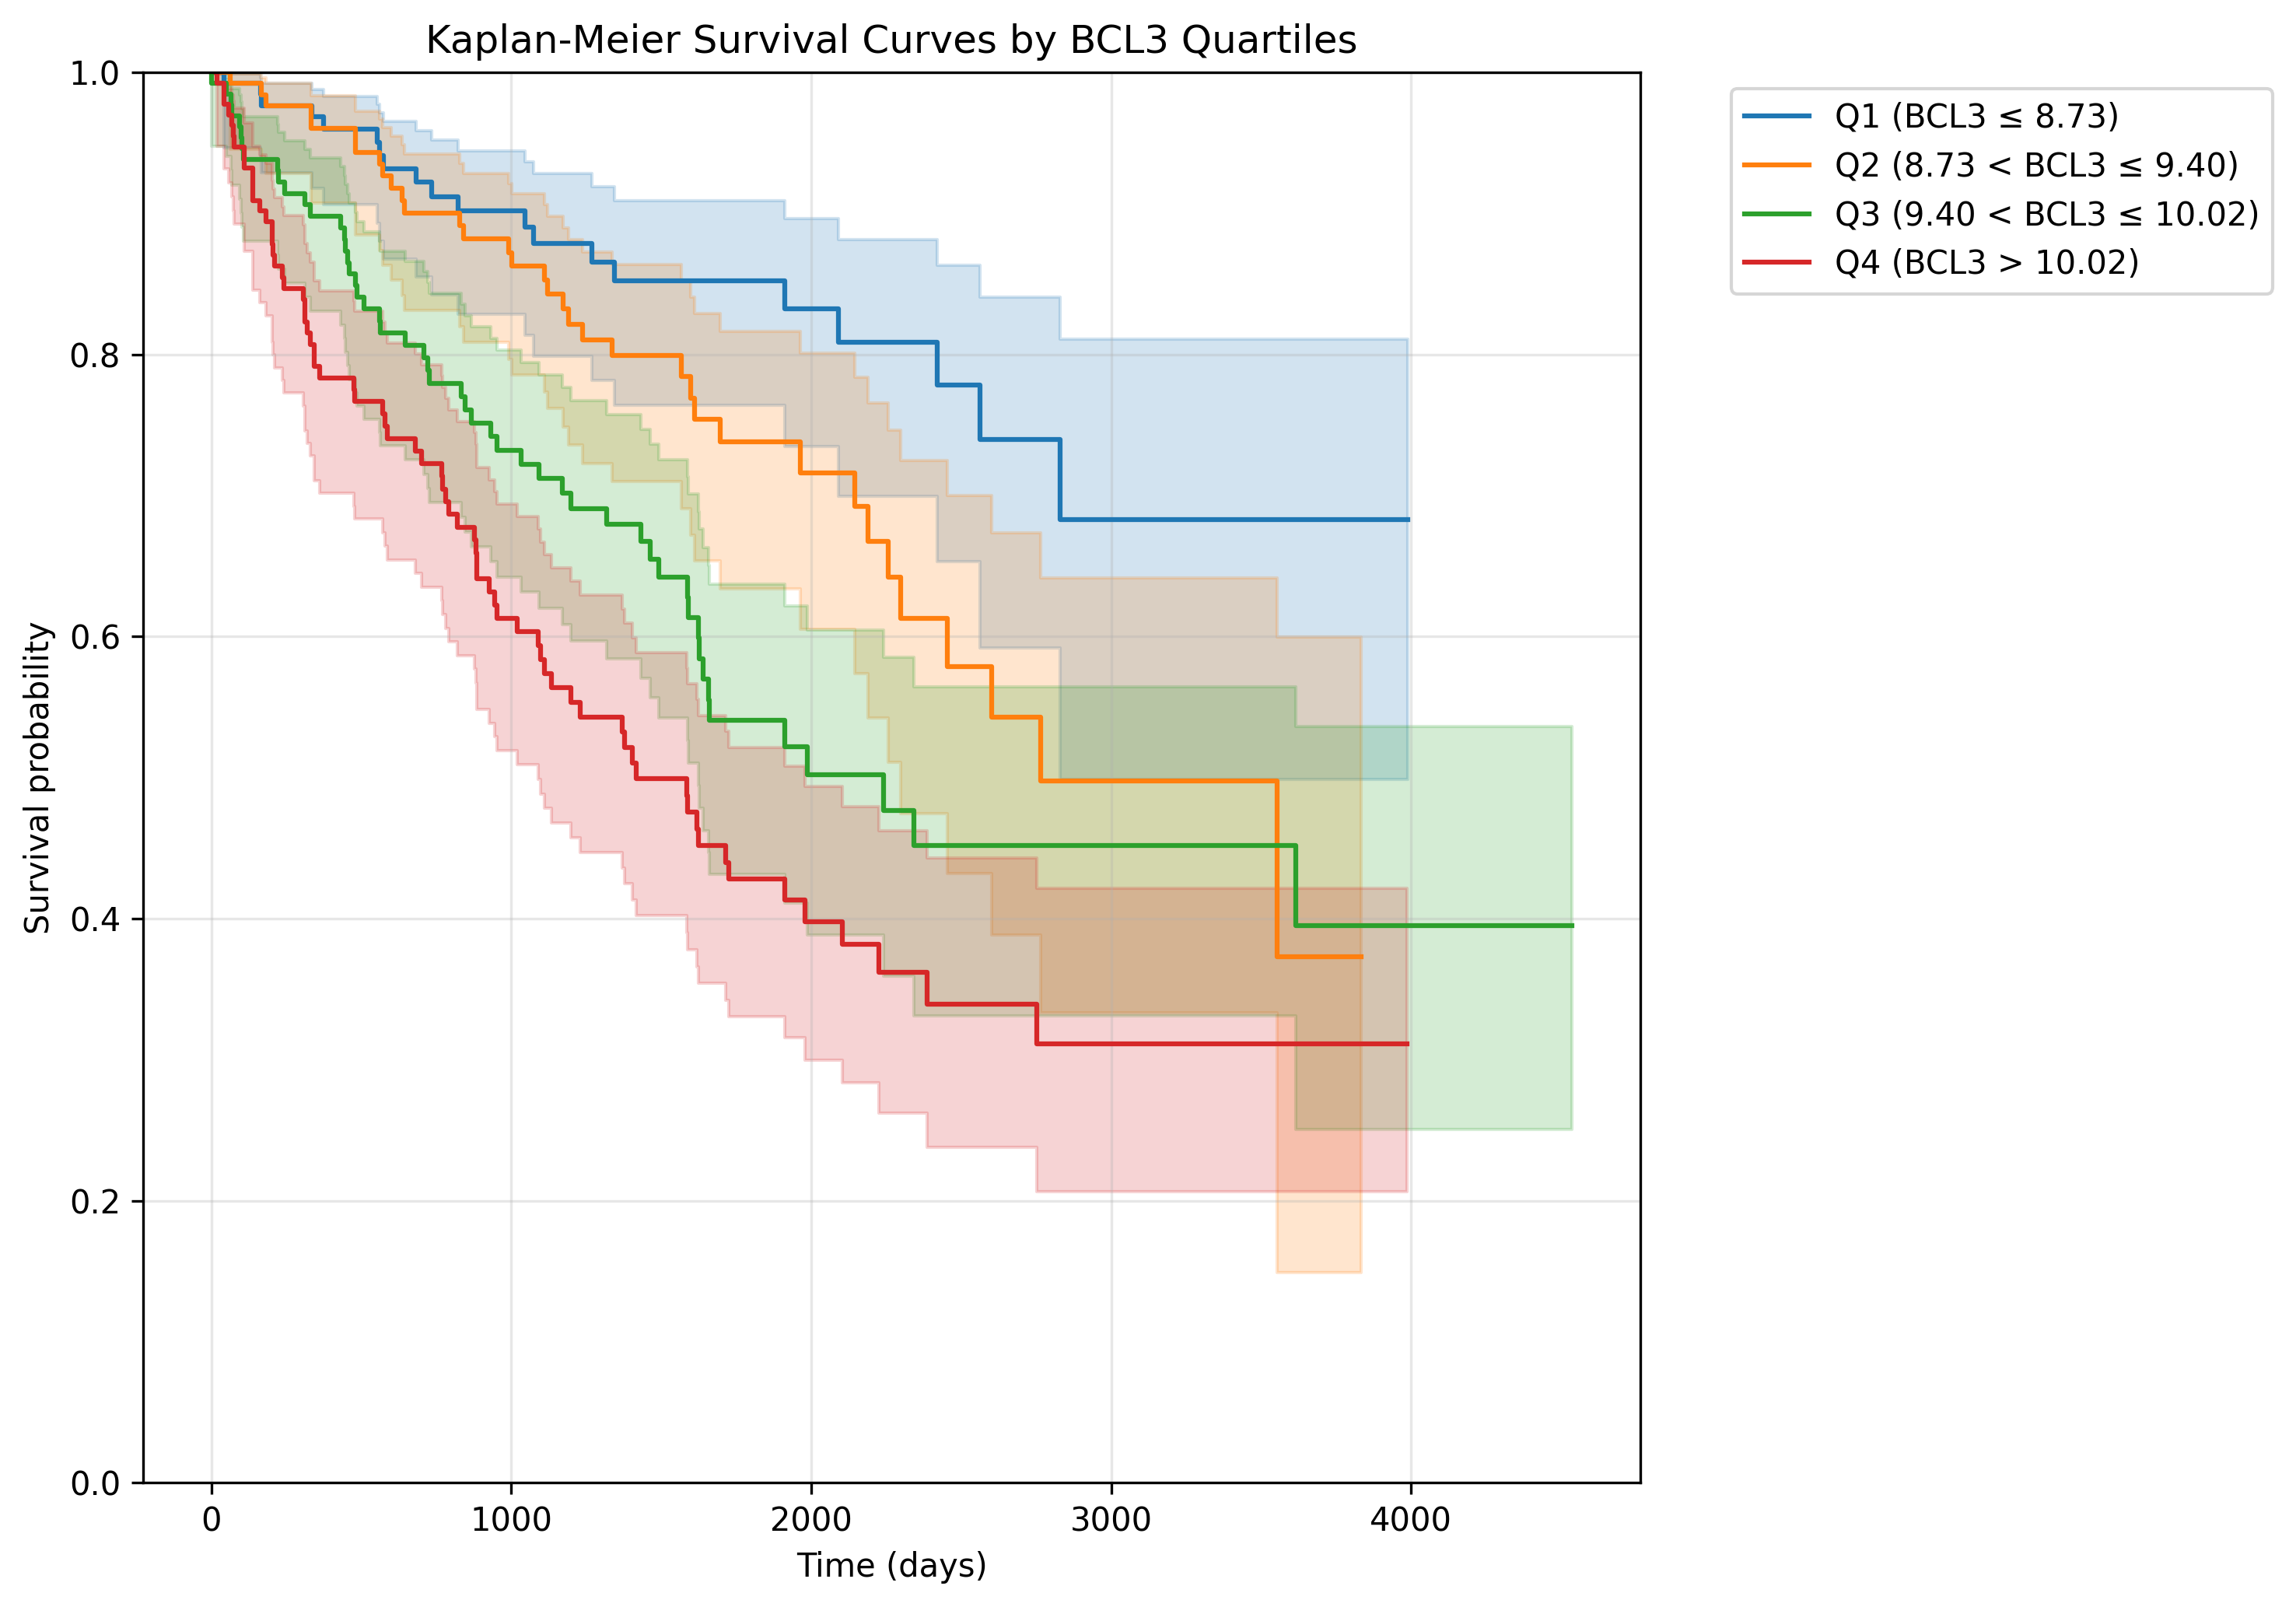 Kaplan-Meier Survival Curves by BCL3 Quartiles
1.0
0.8
0.6
0.4
0.2
0.0
Survival probability
0 1000 2000 3000 4000
Time (days)
Q1 (BCL3 ≤ 8.73)
Q2 (8.73 < BCL3 ≤ 9.40)
Q3 (9.40 < BCL3 ≤ 10.02)
Q4 (BCL3 > 10.02)